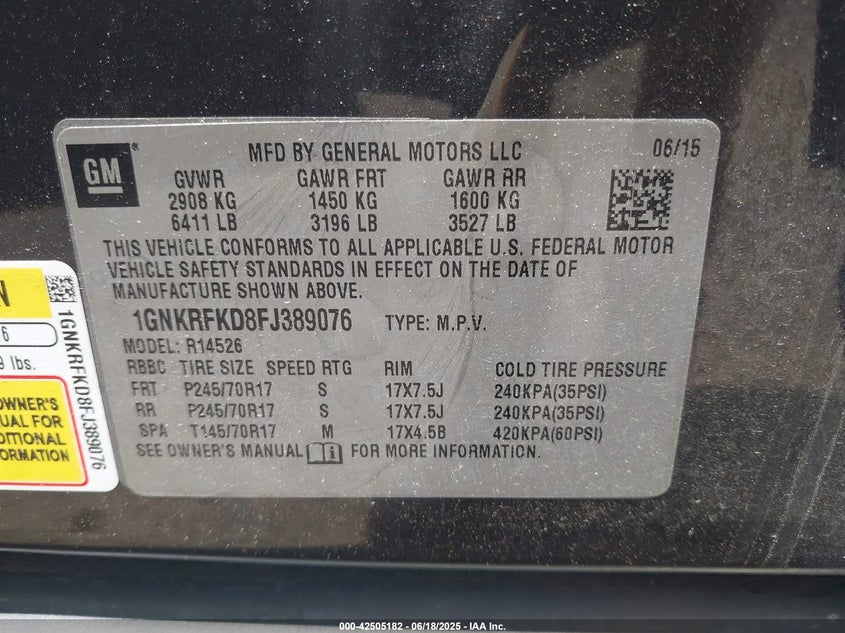 GM
MFD BY GENERAL MOTORS LLC 06/15
GVWR GAWR FRT GAWR RR
2908 KG 1450 KG 1600 KG
6411 LB 3196 LB 3527 LB
THIS VEHICLE CONFORMS TO ALL APPLICABLE U.S. FEDERAL MOTOR
VEHICLE SAFETY STANDARDS IN EFFECT ON THE DATE OF
MANUFACTURE SHOWN ABOVE.
1GNKRFKD8FJ389076 TYPE: M.P.V.
MODEL: R14526
RBBC TIRE SIZE SPEED RTG RIM COLD TIRE PRESSURE
FRT P245/70R17 S 17X7.5J 240KPA(35PSI)
RR P245/70R17 S 17X7.5J 240KPA(35PSI)
SPA T145/70R17 M 17X4.5B 420KPA(60PSI)
SEE OWNER'S MANUAL FOR MORE INFORMATION.
N
6
9 lbs.
OWNER'S
UAL FOR
DITIONAL
FORMATION
1GNKRFKD8FJ389076
000-42505182 - 06/18/2025 - IAA Inc.